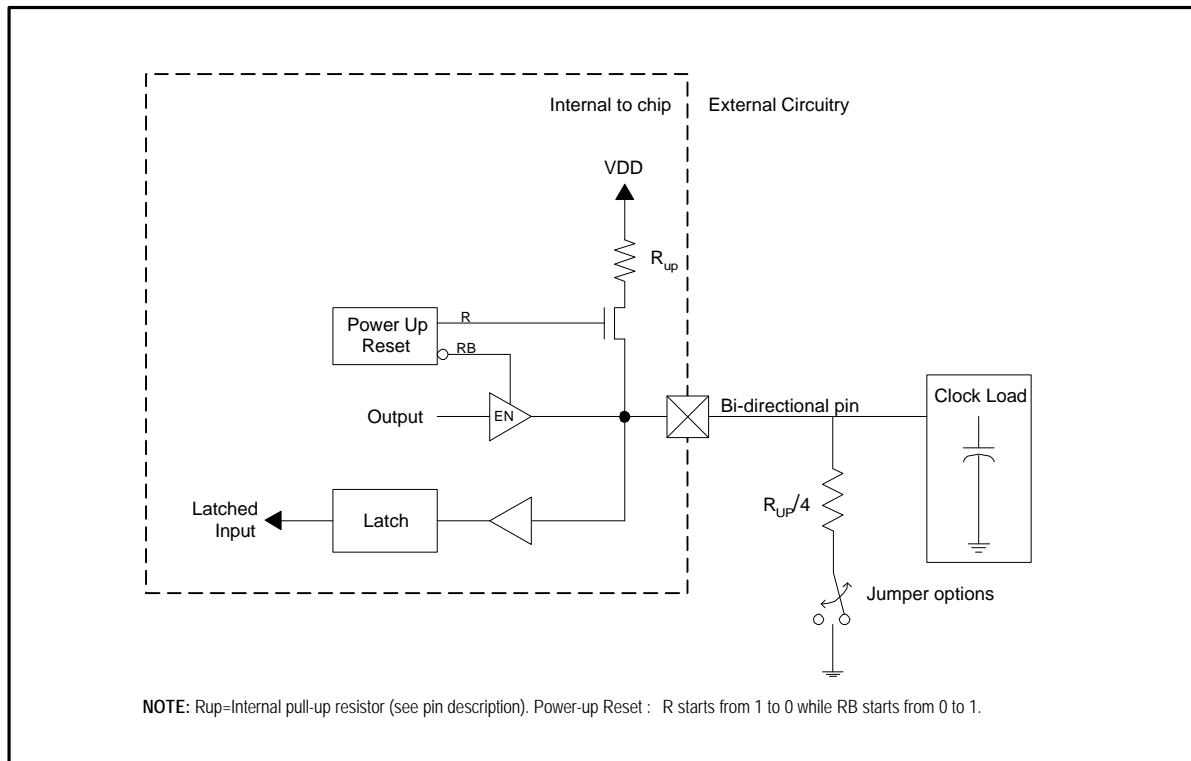 Internal to chip
External Circuitry
VDD
Rup
Power Up
Reset
R
RB
Output
EN
Bi-directional pin
Clock Load
Latched
Input
Latch
RUP/4
Jumper options
NOTE: Rup=Internal pull-up resistor (see pin description). Power-up Reset : R starts from 1 to 0 while RB starts from 0 to 1.